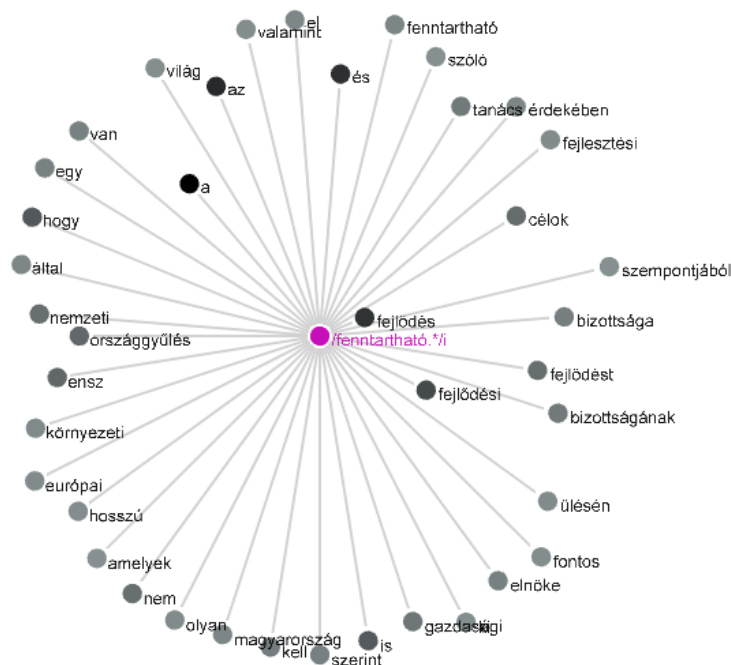 el
valamint
fenntartható
szóló
világ
és
az
tanács
érdekében
van
fejlesztési
egy
a
hogy
célok
által
szempontjából
nemzeti
fejlődés
bizottsága
országgyűlés
/fenntartható.*/i
ensz
fejlődést
fejlődési
bizottságának
környezeti
európai
ülésén
hosszú
amelyek
fontos
nem
elnöke
olyan
magyarország
gazdasági
kell
is
szerint